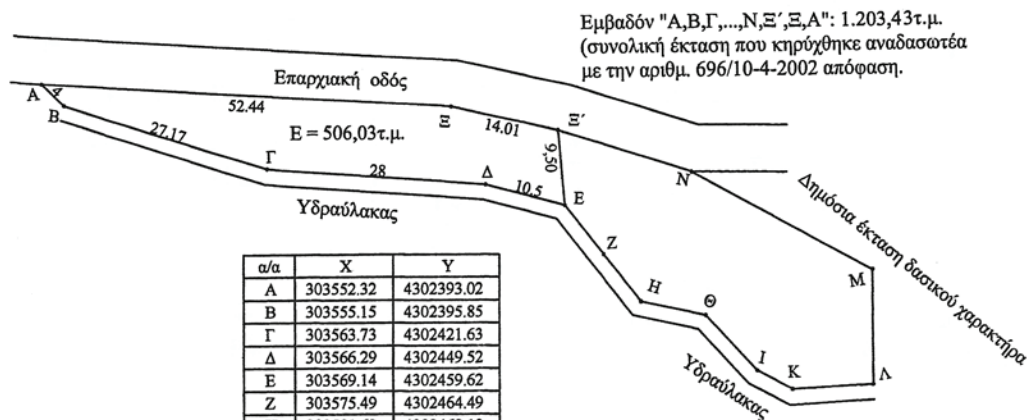 Εμβαδόν "Α,Β,Γ,...,Ν,Ξ΄,Ξ,Α": 1.203,43τ.μ.
(συνολική έκταση που κηρύχθηκε αναδασωτέα
με την αριθμ. 696/10-4-2002 απόφαση.
Επαρχιακή οδός
Α
4
Β
52.44
Ξ
14.01
Ξ΄
27.17
Ε = 506,03τ.μ.
9,50
Γ
28
Δ
10.5
Ε
Ν
Υδραύλακας
Δημόσια έκταση δασικού χαρακτήρα
Ζ
Μ
Η
Θ
Ι
Κ
Λ
Υδραύλακας
α/α Χ Υ
Α 303552.32 4302393.02
Β 303555.15 4302395.85
Γ 303563.73 4302421.63
Δ 303566.29 4302449.52
Ε 303569.14 4302459.62
Ζ 303575.49 4302464.49